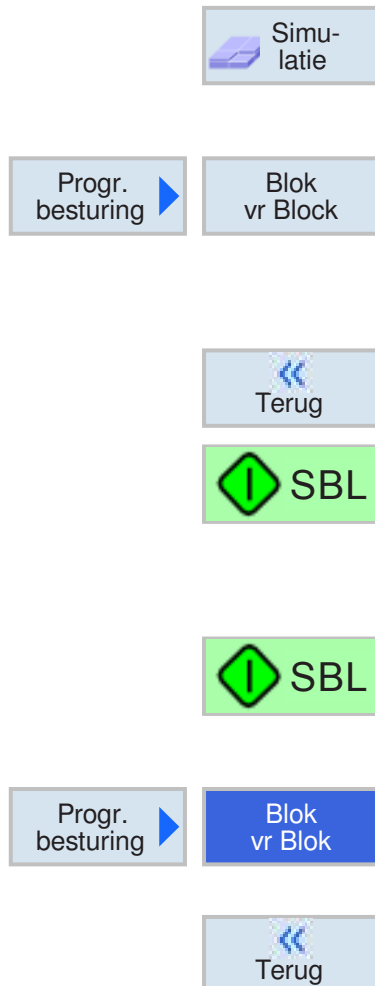 Simu-
latie
Progr.
besturing
Blok
vr Block
Terug
SBL
SBL
Progr.
besturing
Blok
vr Blok
Terug